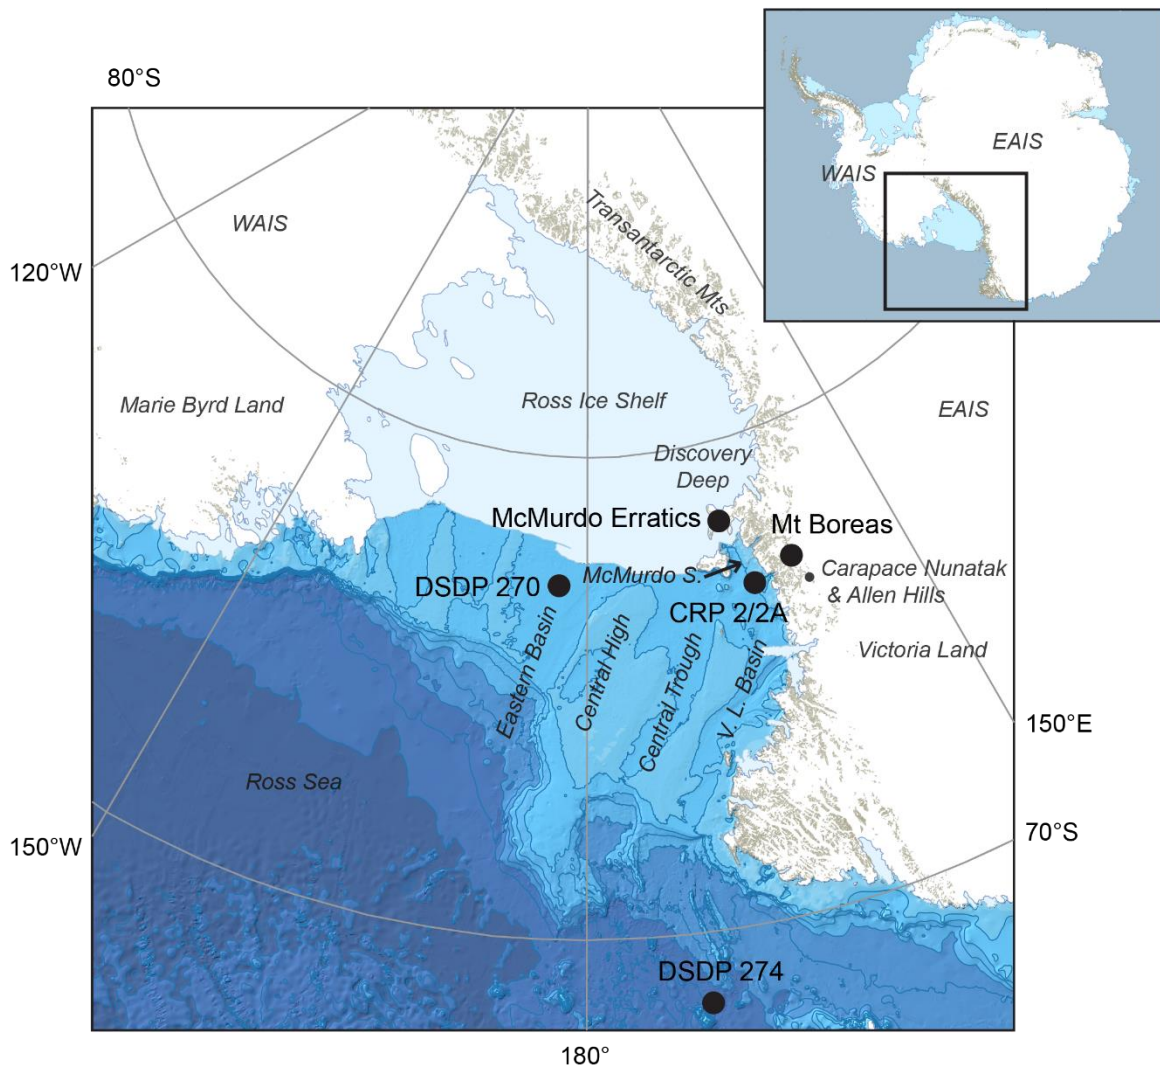 80°S
EAIS
WAIS
Transantarctic Mts
WAIS
120°W
Marie Byrd Land
Ross Ice Shelf
EAIS
Discovery
Deep
McMurdo Erratics
Mt Boreas
McMurdo S.
Carapace Nunatak
& Allen Hills
DSDP 270
CRP 2/2A
Victoria Land
Eastern Basin
Central High
Central Trough
V. L. Basin
150°E
Ross Sea
70°S
150°W
DSDP 274
180°